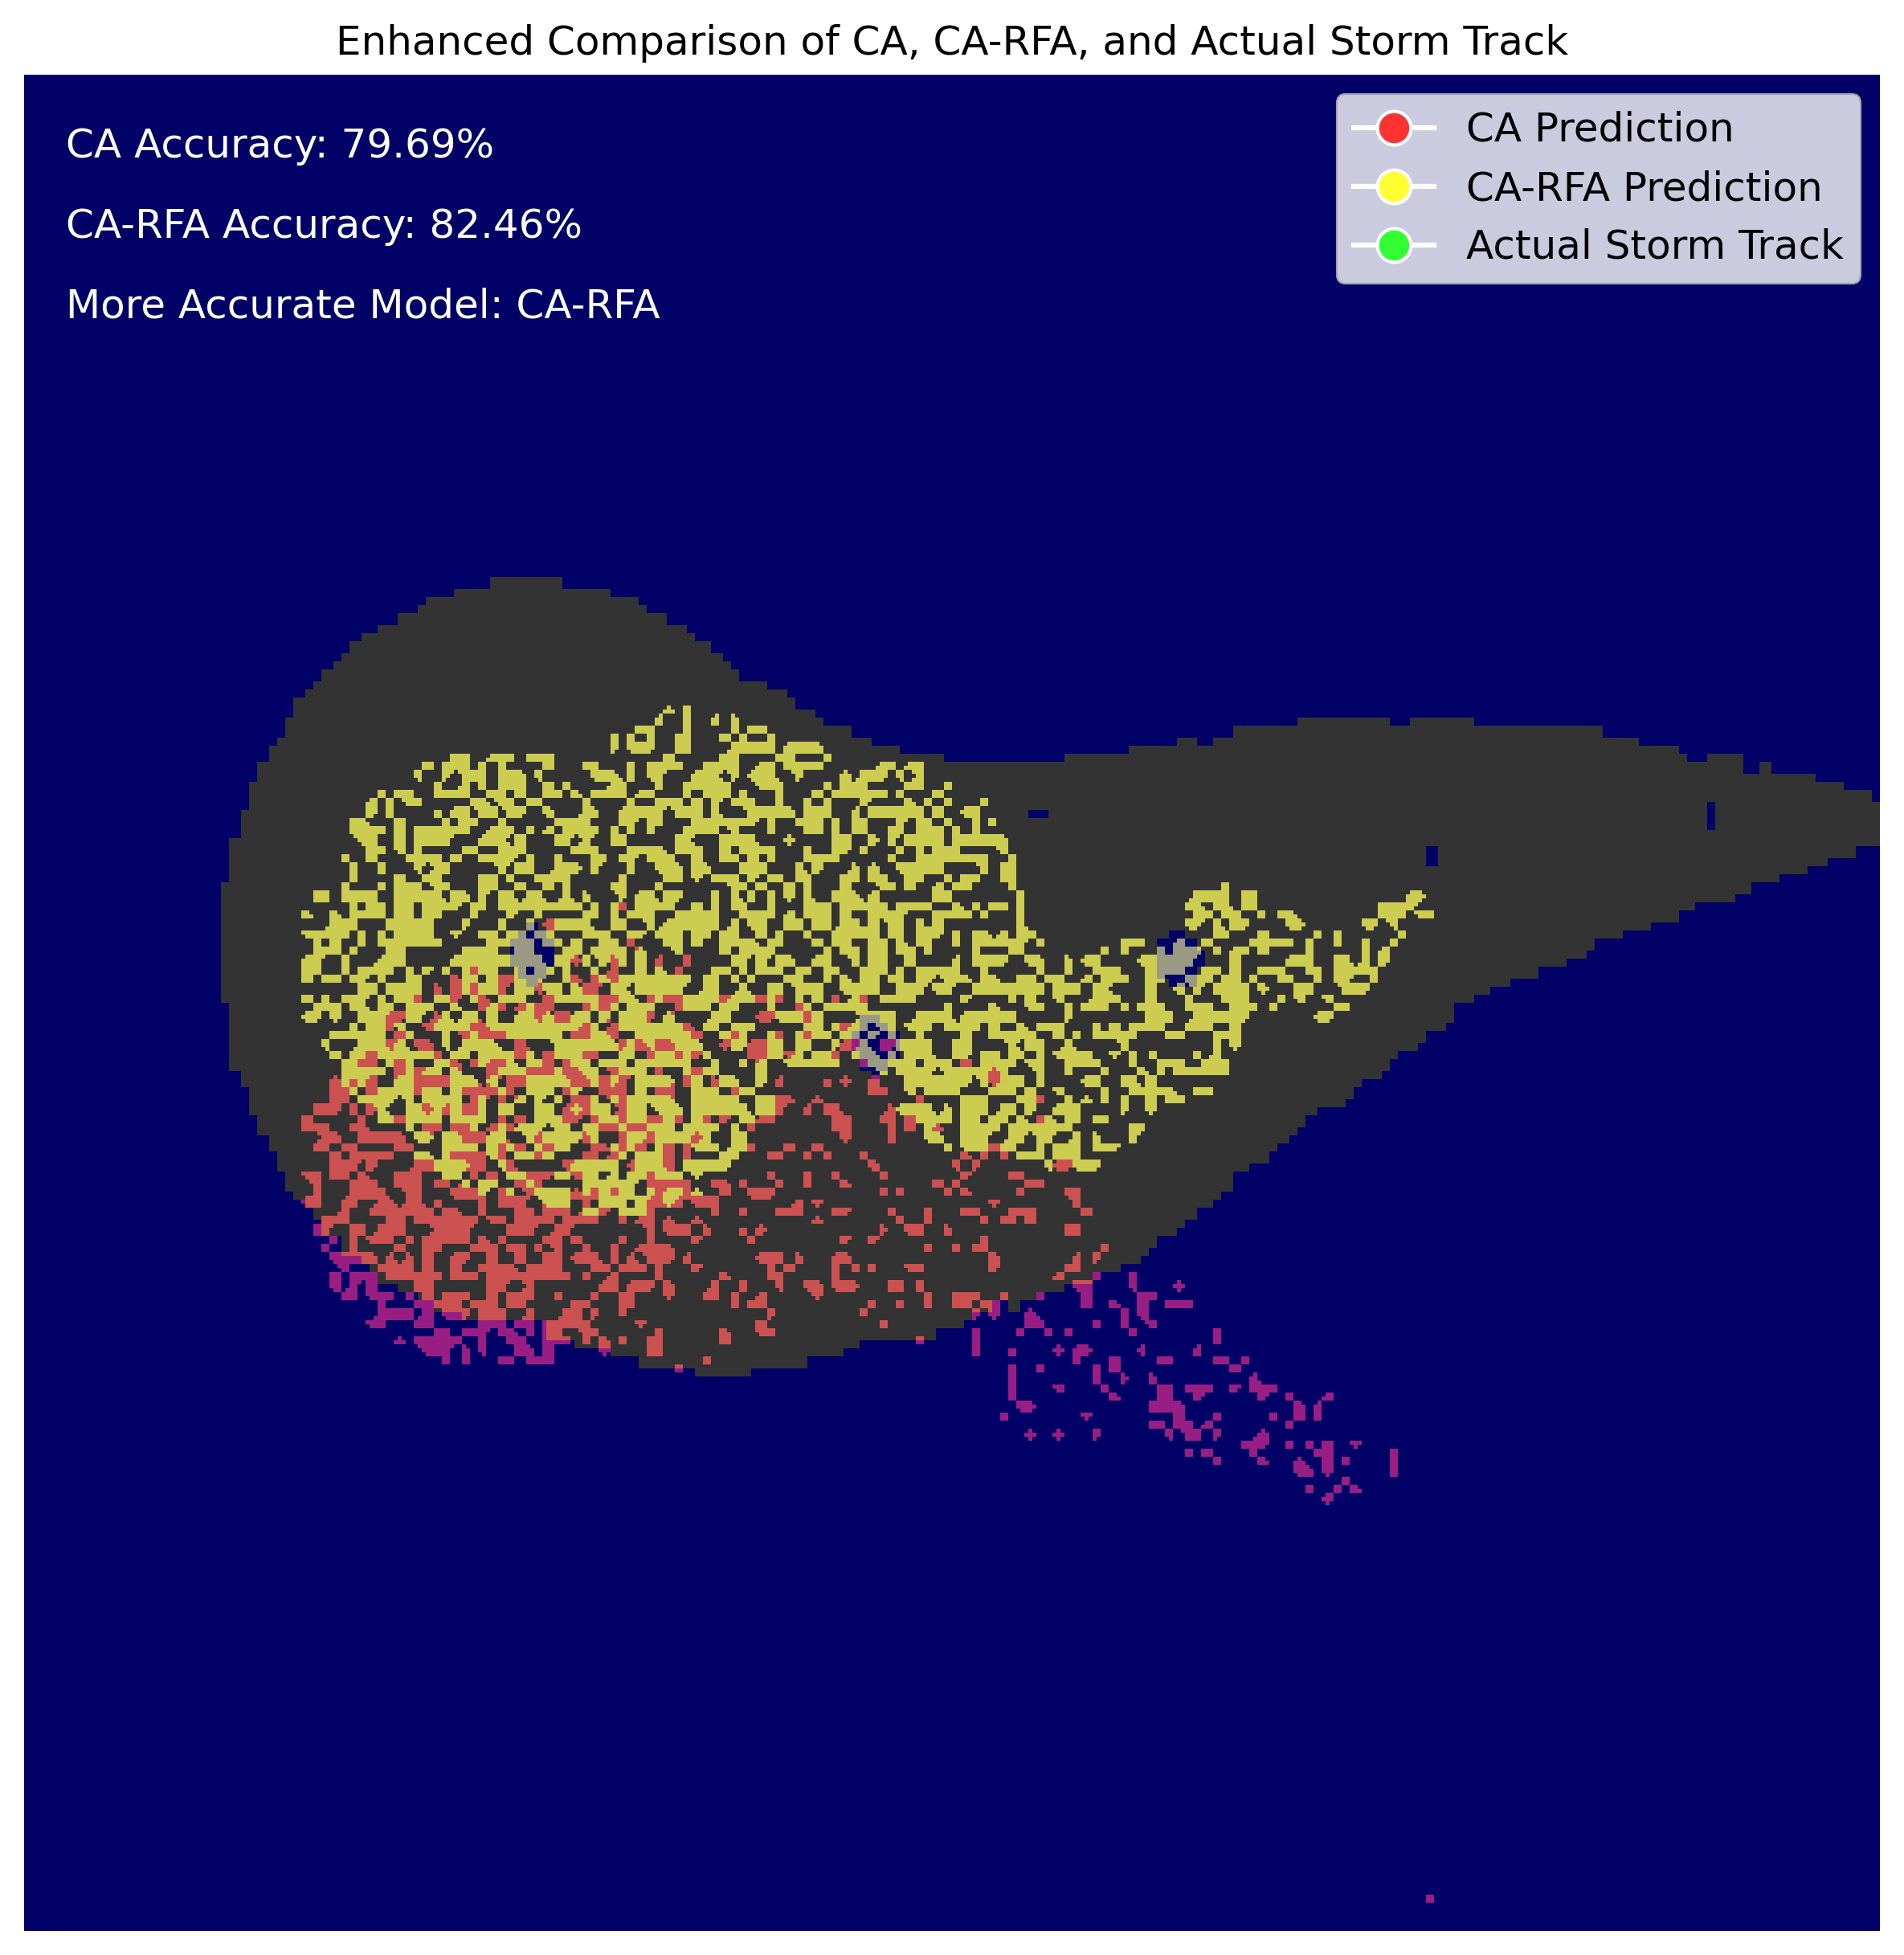 Enhanced Comparison of CA, CA-RFA, and Actual Storm Track
CA Accuracy: 79.69%
CA-RFA Accuracy: 82.46%
More Accurate Model: CA-RFA
CA Prediction
CA-RFA Prediction
Actual Storm Track